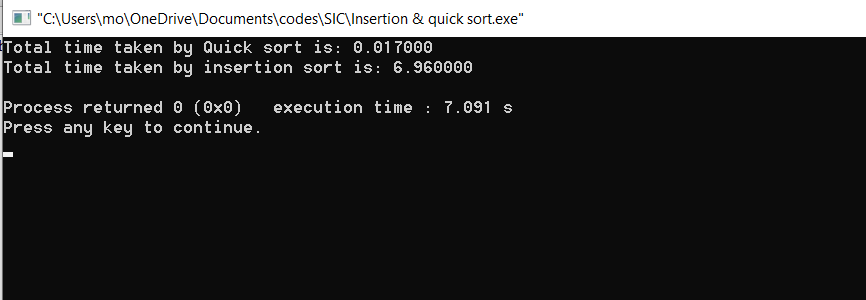 "C:\Users\mo\OneDrive\Documents\codes\SIC\Insertion & quick sort.exe"
Total time taken by Quick sort is: 0.017000
Total time taken by insertion sort is: 6.960000
Process returned 0 (0x0)   execution time : 7.091 s
Press any key to continue.